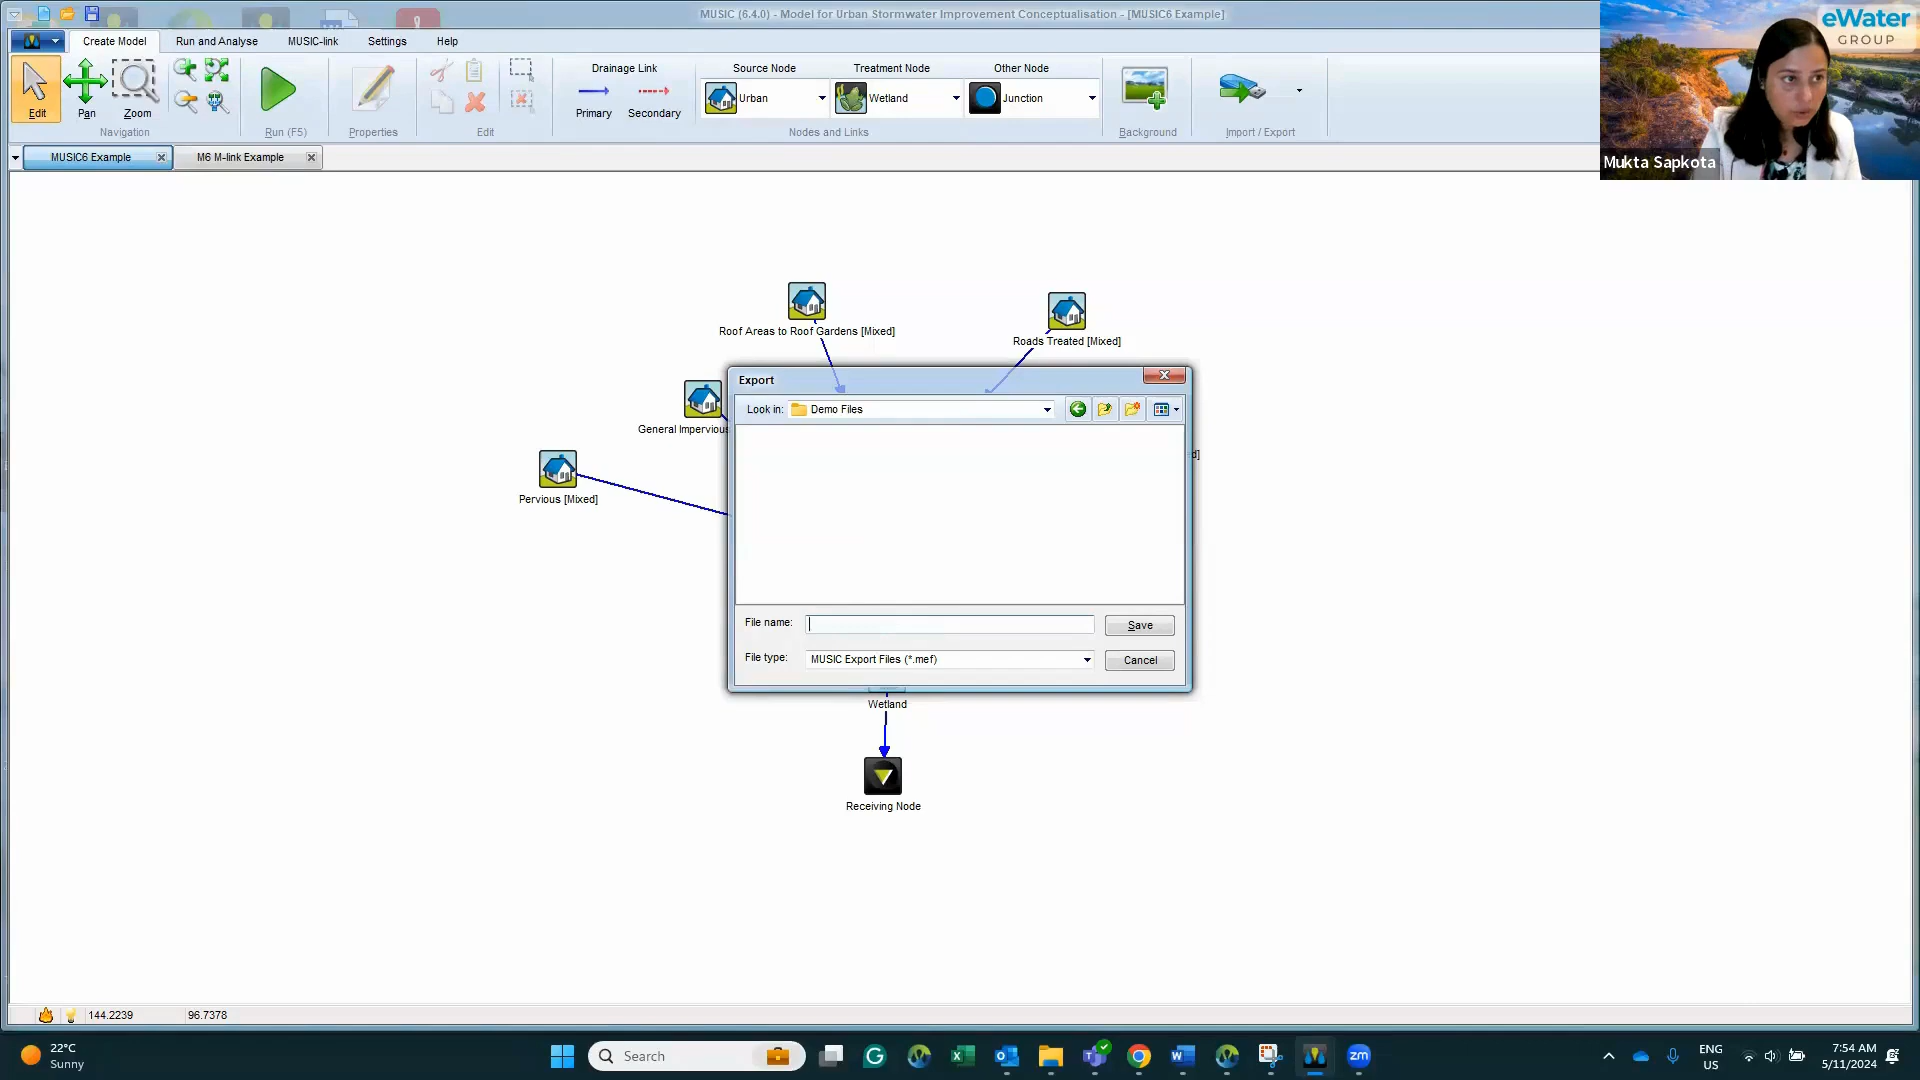 MUSIC (6.4.0) - Model for Urban Stormwater Improvement Conceptualisation - [MUSIC6 Example]
eWater
GROUP
Create Model
Run and Analyse
MUSIC-link
Settings
Help
Drainage Link
Source Node
Treatment Node
Other Node
Urban
Wetland
Junction
Edit
Pan
Zoom
Primary
Secondary
Navigation
Run (F5)
Properties
Edit
Nodes and Links
Background
Import / Export
MUSIC6 Example
M6 M-link Example
Mukta Sapkota
Roof Areas to Roof Gardens [Mixed]
Roads Treated [Mixed]
Export
Look in:
Demo Files
General Impervious
Pervious [Mixed]
File name:
Save
File type:
MUSIC Export Files (*.mef)
Cancel
Wetland
Receiving Node
144.2239
96.7378
22°C
Sunny
Search
zm
ENG
US
7:54 AM
5/11/2024